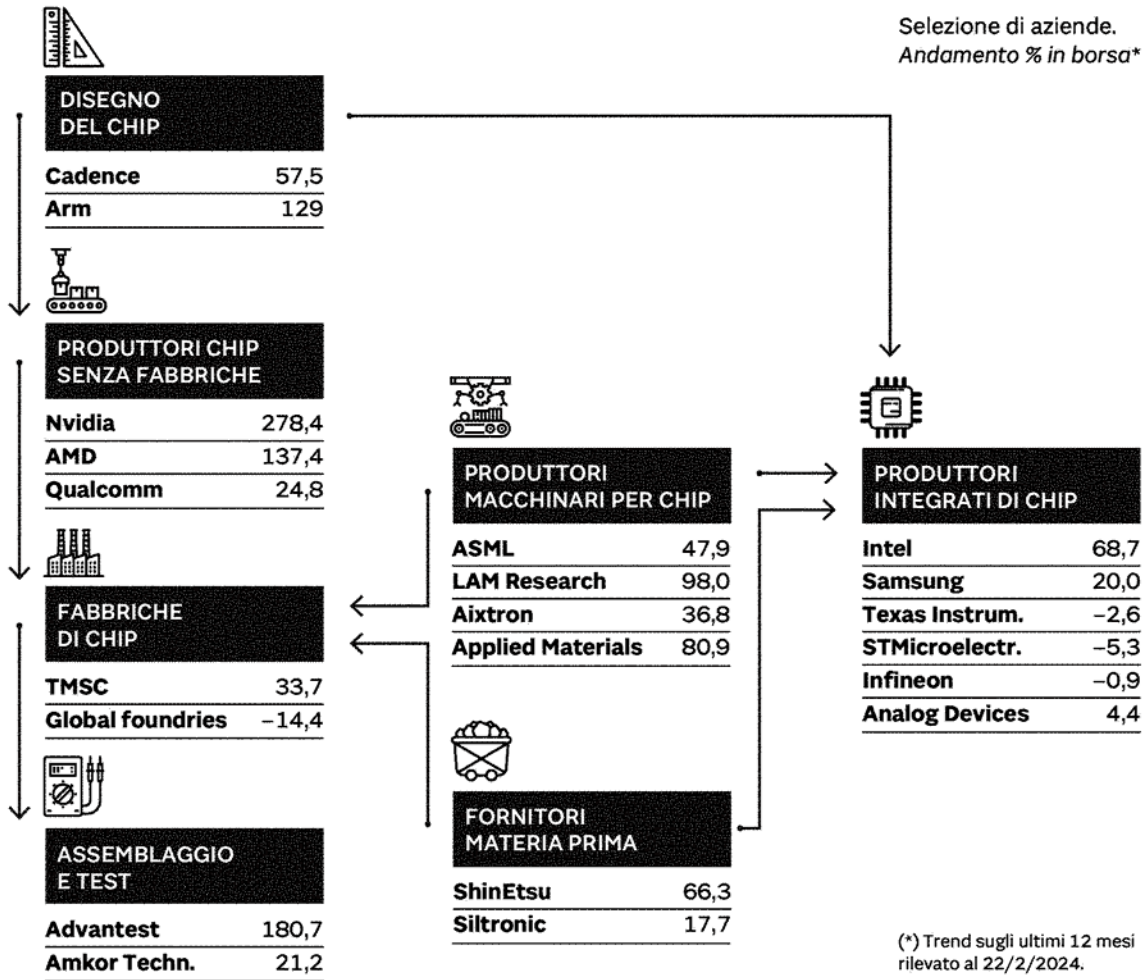 Selezione di aziende.
Andamento % in borsa*
DISEGNO
DEL CHIP
Cadence 57,5
Arm 129
PRODUTTORI CHIP
SENZA FABBRICHE
Nvidia 278,4
AMD 137,4
Qualcomm 24,8
FABBRICHE
DI CHIP
TMSC 33,7
Global foundries –14,4
ASSEMBLAGGIO
E TEST
Advantest 180,7
Amkor Techn. 21,2
PRODUTTORI
MACCHINARI PER CHIP
ASML 47,9
LAM Research 98,0
Aixtron 36,8
Applied Materials 80,9
FORNITORI
MATERIA PRIMA
ShinEtsu 66,3
Siltronic 17,7
PRODUTTORI
INTEGRATI DI CHIP
Intel 68,7
Samsung 20,0
Texas Instrum. –2,6
STMicroelectr. –5,3
Infineon –0,9
Analog Devices 4,4
(*) Trend sugli ultimi 12 mesi
rilevato al 22/2/2024.